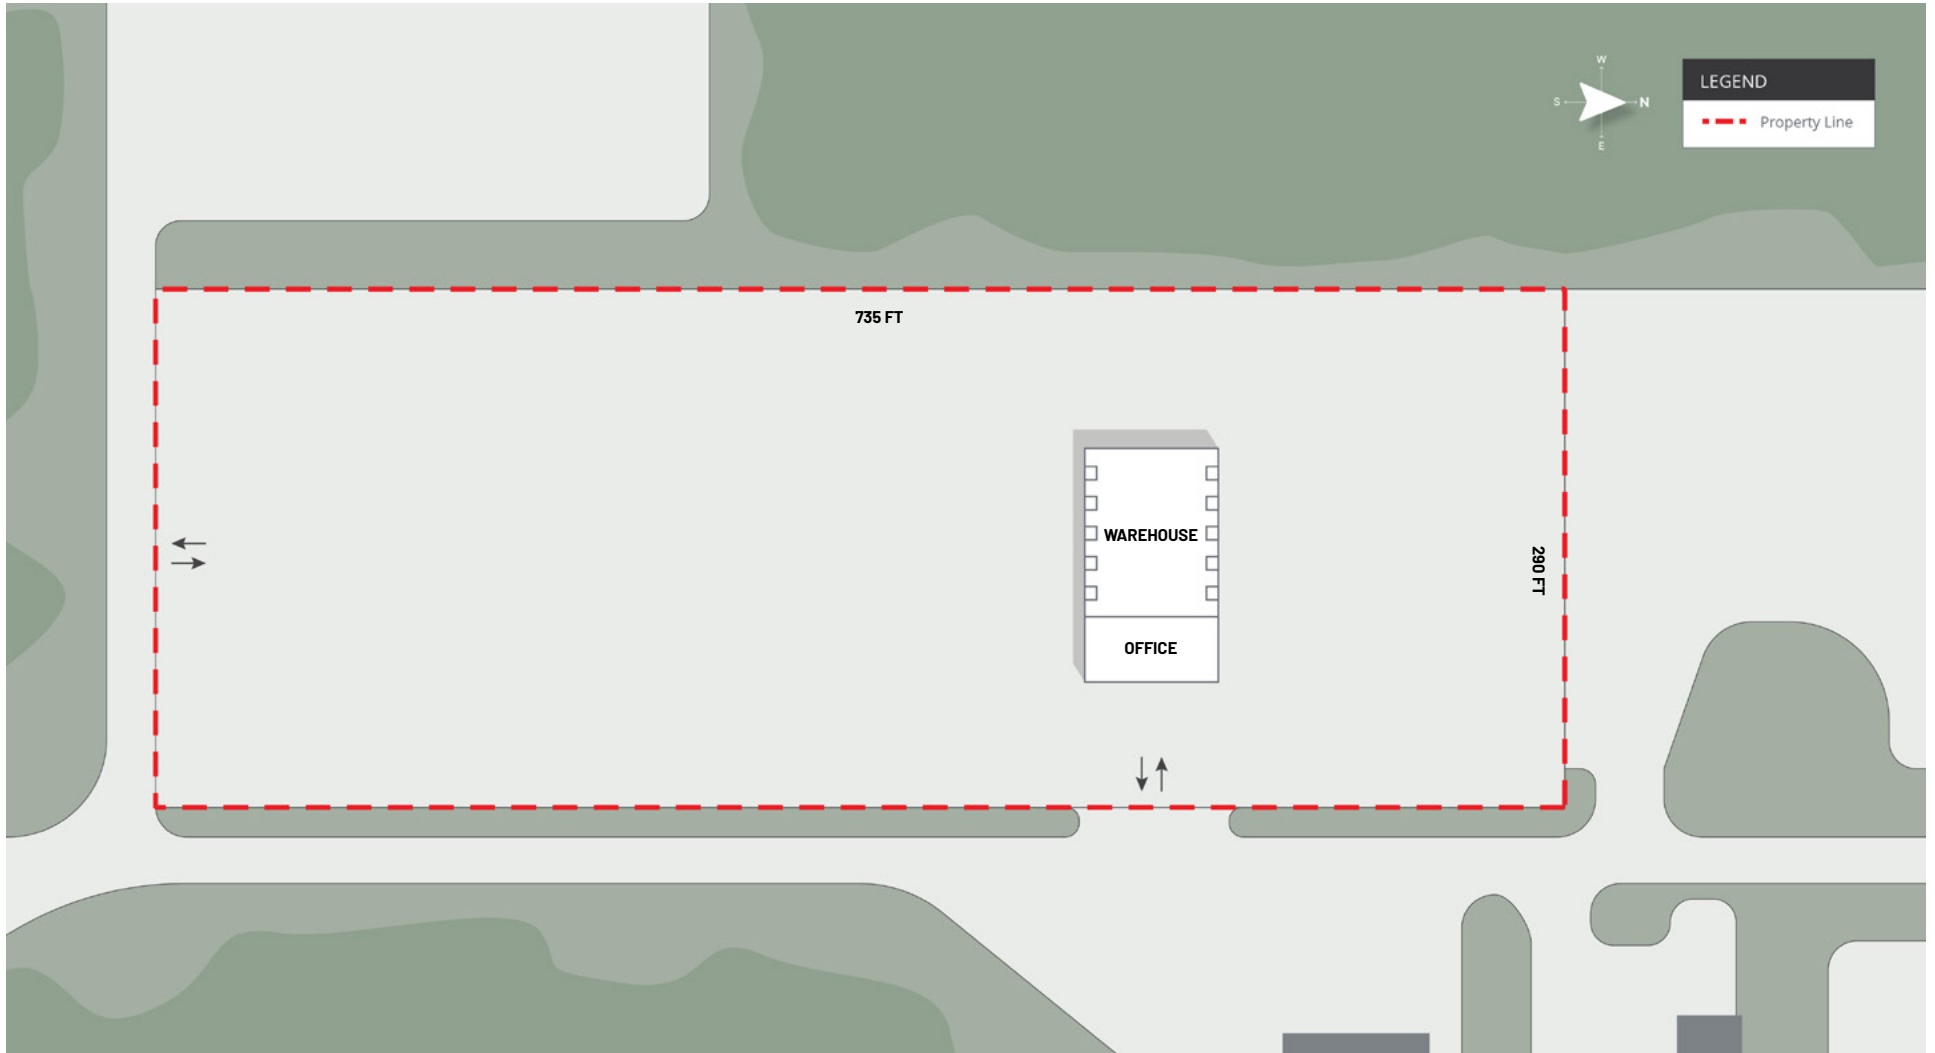 W
S
N
E
LEGEND
Property Line
735 FT
WAREHOUSE
290 FT
OFFICE